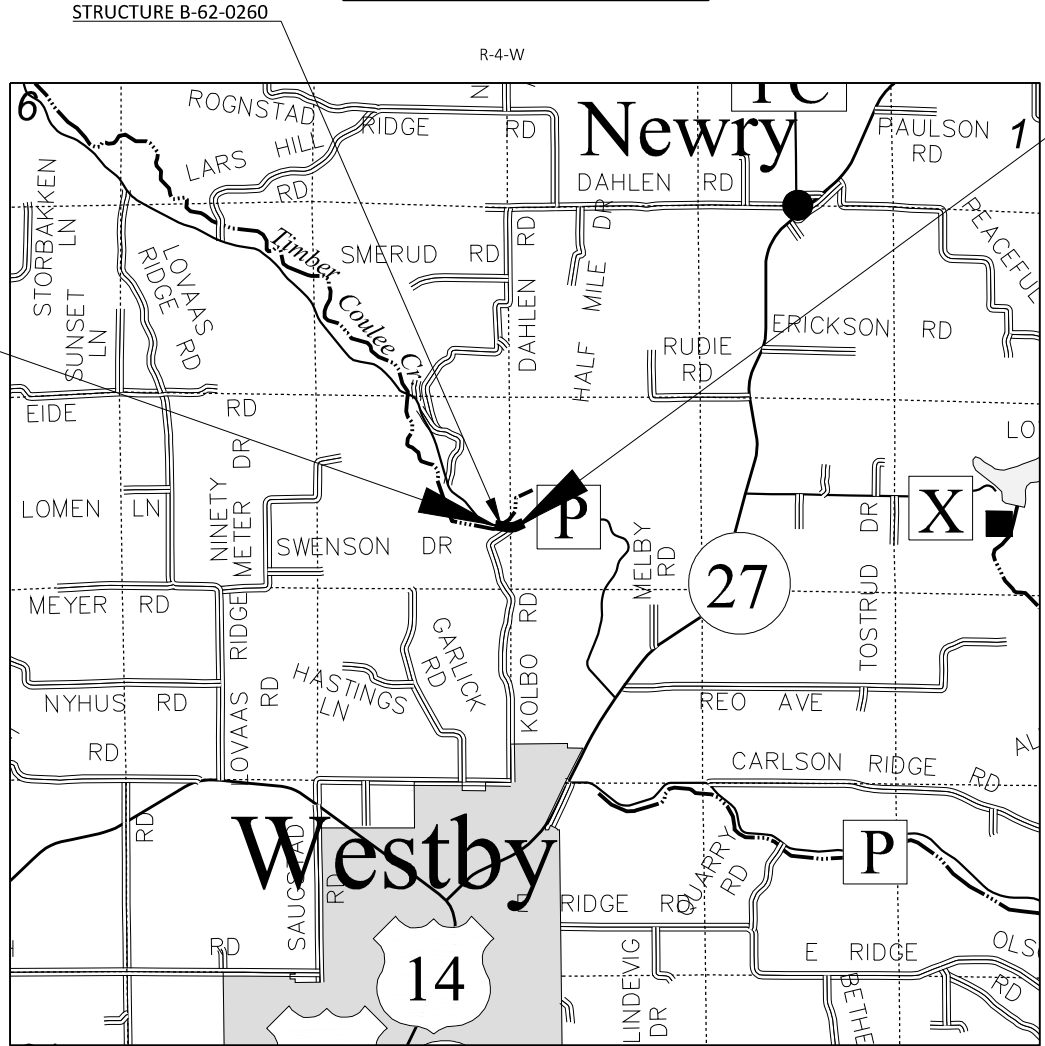 STRUCTURE B-62-0260
R-4-W
6
ROGNSTAD RIDGE RD
Newry
PAULSON RD
1
LARS HILL RD
DAHLEN RD
STORBAKKEN LN
Timber Coulee Cr
SMERUD RD
DAHLEN RD
HALF MILE DR
PEACEFUL
LOVAAS RIDGE RD
SUNSET LN
ERICKSON RD
RUDIE RD
EIDE RD
LO
LOMEN LN
NINETY METER DR
P
X
SWENSON DR
MELBY RD
27
TOSTRUD DR
MEYER RD
LOVAAS RIDGE RD
GARLICK RD
KOLBO RD
HASTINGS LN
NYHUS RD
REO AVE
RD
CARLSON RIDGE RD
AL
RD
Westby
P
SAUGSTAD RD
QUARRY RD
E RIDGE RD
RD
14
LINDEVIG DR
E RIDGE RD
OLS
BETHE